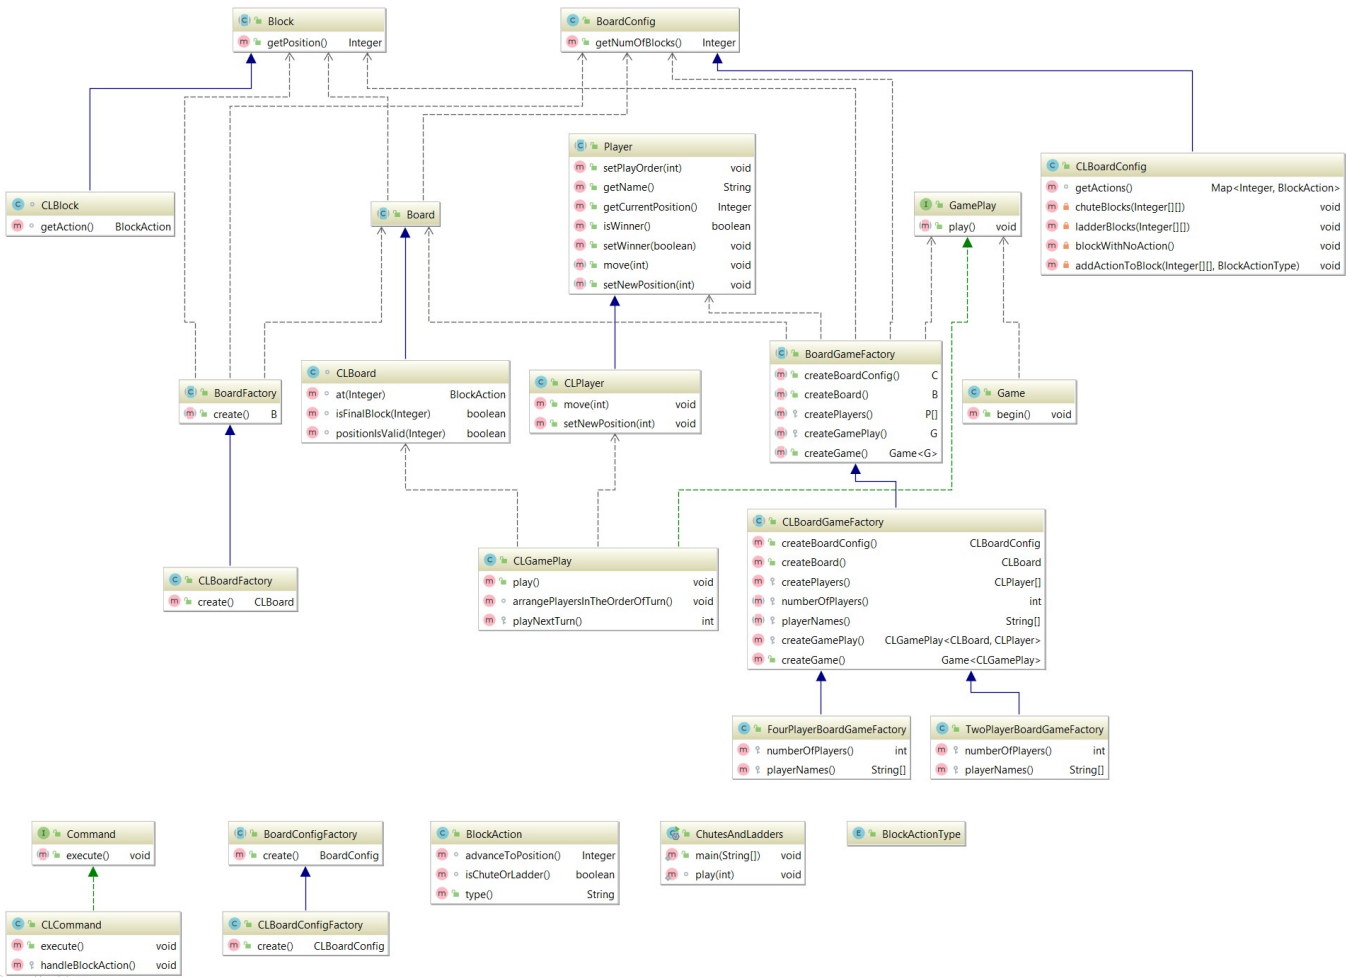 Block
getPosition() Integer
BoardConfig
getNumOfBlocks() Integer
Player
setPlayOrder(int) void
getName() String
getCurrentPosition() Integer
isWinner() boolean
setWinner(boolean) void
move(int) void
setNewPosition(int) void
CLBoardConfig
getActions() Map<Integer, BlockAction>
chuteBlocks(Integer[][]) void
ladderBlocks(Integer[][]) void
blockWithNoAction() void
addActionToBlock(Integer[][], BlockActionType) void
CLBlock
getAction() BlockAction
Board
GamePlay
play() void
BoardGameFactory
createBoardConfig() C
createBoard() B
createPlayers() P[]
createGamePlay() G
createGame() Game<G>
CLBoard
at(Integer) BlockAction
isFinalBlock(Integer) boolean
positionIsValid(Integer) boolean
CLPlayer
move(int) void
setNewPosition(int) void
BoardFactory
create() B
Game
begin() void
CLBoardGameFactory
createBoardConfig() CLBoardConfig
createBoard() CLBoard
createPlayers() CLPlayer[]
numberOfPlayers() int
playerNames() String[]
createGamePlay() CLGamePlay<CLBoard, CLPlayer>
createGame() Game<CLGamePlay>
CLGamePlay
play() void
arrangePlayersInTheOrderOfTurn() void
playNextTurn() int
CLBoardFactory
create() CLBoard
FourPlayerBoardGameFactory
numberOfPlayers() int
playerNames() String[]
TwoPlayerBoardGameFactory
numberOfPlayers() int
playerNames() String[]
Command
execute() void
BoardConfigFactory
create() BoardConfig
BlockAction
advanceToPosition() Integer
isChuteOrLadder() boolean
type() String
ChutesAndLadders
main(String[]) void
play(int) void
BlockActionType
CLCommand
execute() void
handleBlockAction() void
CLBoardConfigFactory
create() CLBoardConfig